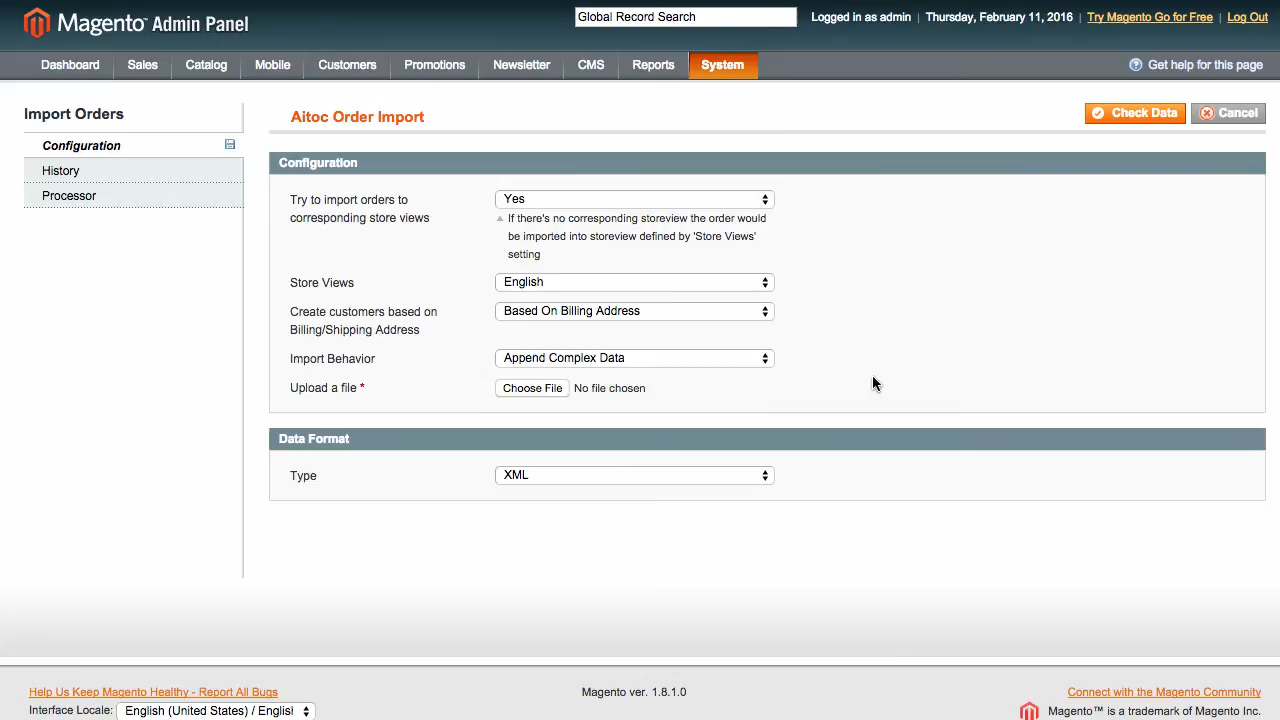 Magento™ Admin Panel
Global Record Search
Logged in as admin | Thursday, February 11, 2016 | Try Magento Go for Free | Log Out
Dashboard Sales Catalog Mobile Customers Promotions Newsletter CMS Reports System
Get help for this page
Import Orders
Configuration
History
Processor
Aitoc Order Import
Check Data
Cancel
Configuration
Try to import orders to
corresponding store views
Yes
If there's no corresponding storeview the order would
be imported into storeview defined by 'Store Views'
setting
Store Views
English
Create customers based on
Billing/Shipping Address
Based On Billing Address
Import Behavior
Append Complex Data
Upload a file *
Choose File No file chosen
Data Format
Type
XML
Help Us Keep Magento Healthy - Report All Bugs
Interface Locale: English (United States) / Englisl
Magento ver. 1.8.1.0
Connect with the Magento Community
Magento™ is a trademark of Magento Inc.